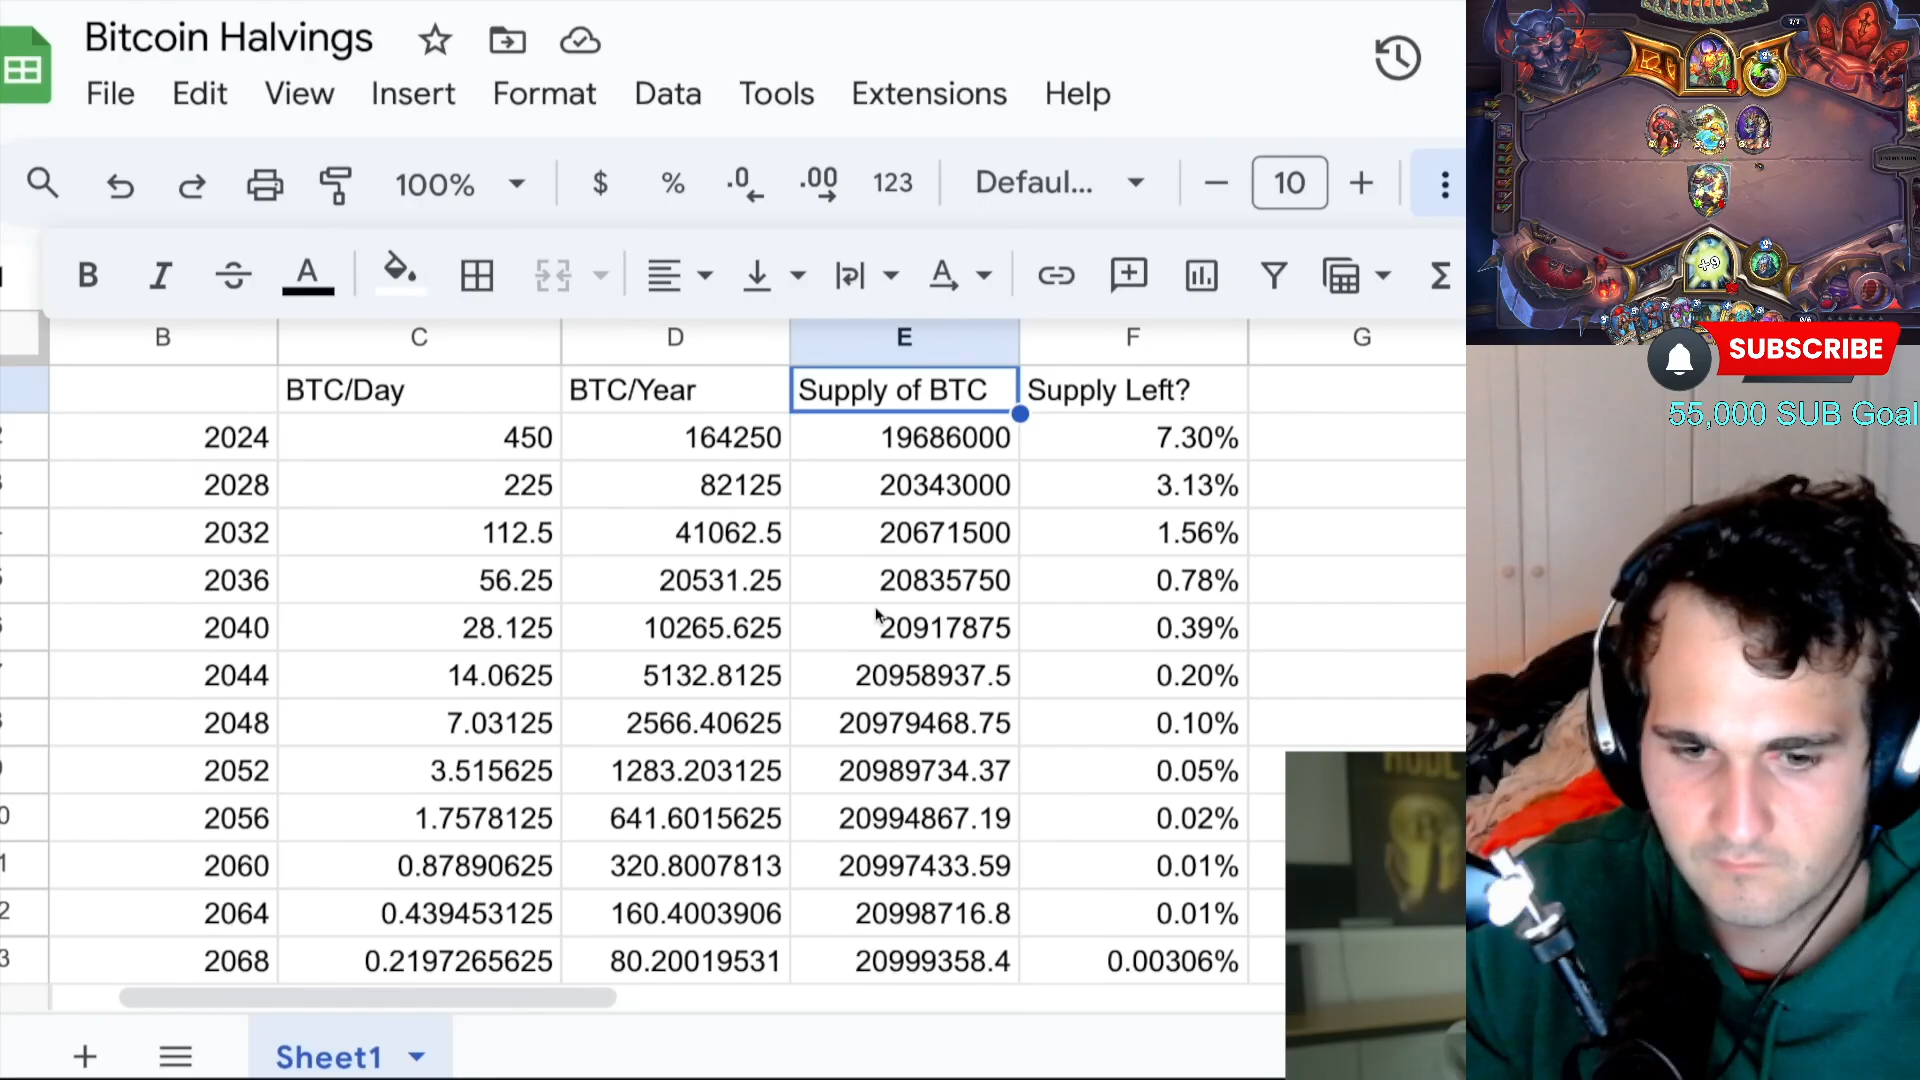 Bitcoin Halvings
File Edit View Insert Format Data Tools Extensions Help
100% $ % .0 .00 123 Defaul... 10
B I S A
B C D E F G
BTC/Day BTC/Year Supply of BTC Supply Left?
2024 450 164250 19686000 7.30%
2028 225 82125 20343000 3.13%
2032 112.5 41062.5 20671500 1.56%
2036 56.25 20531.25 20835750 0.78%
2040 28.125 10265.625 20917875 0.39%
2044 14.0625 5132.8125 20958937.5 0.20%
2048 7.03125 2566.40625 20979468.75 0.10%
2052 3.515625 1283.203125 20989734.37 0.05%
2056 1.7578125 641.6015625 20994867.19 0.02%
2060 0.87890625 320.8007813 20997433.59 0.01%
2064 0.439453125 160.4003906 20998716.8 0.01%
2068 0.2197265625 80.20019531 20999358.4 0.00306%
Sheet1
+9
SUBSCRIBE
55,000 SUB Goal
HODL